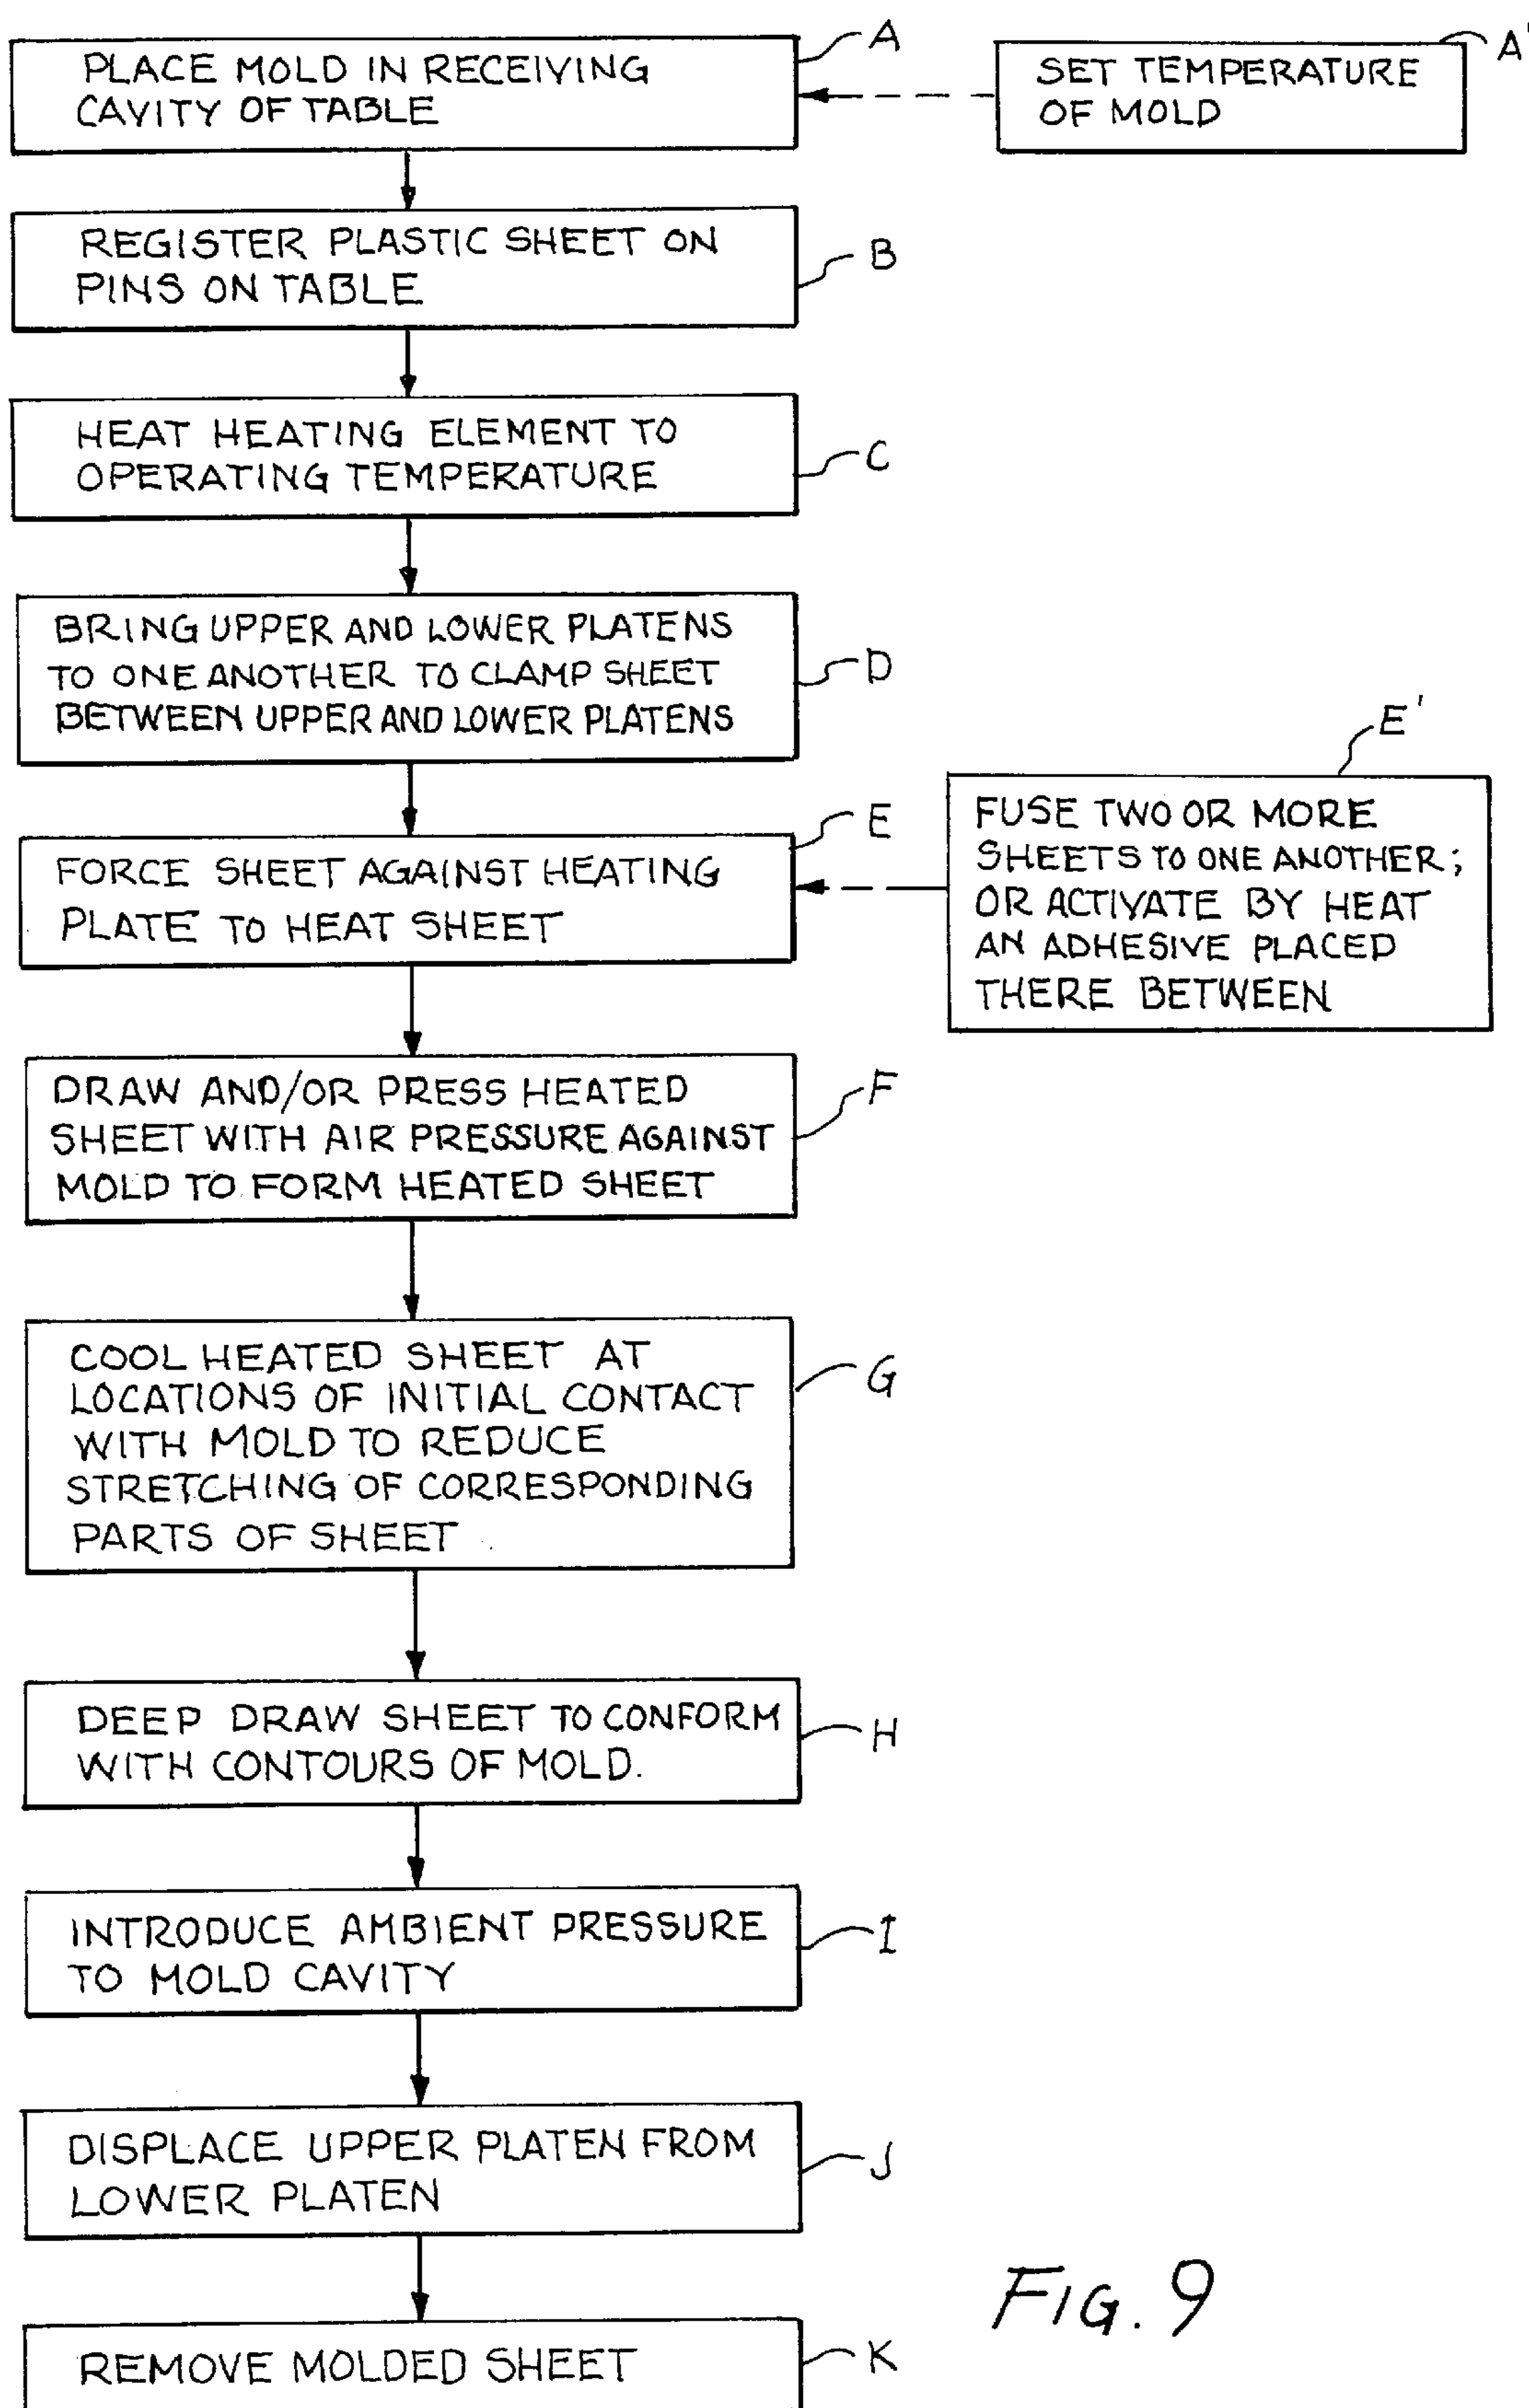 A
PLACE MOLD IN RECEIVING
CAVITY OF TABLE
A'
SET TEMPERATURE
OF MOLD
REGISTER PLASTIC SHEET ON
PINS ON TABLE
B
HEAT HEATING ELEMENT TO
OPERATING TEMPERATURE
C
BRING UPPER AND LOWER PLATENS
TO ONE ANOTHER TO CLAMP SHEET
BETWEEN UPPER AND LOWER PLATENS
D
E
FORCE SHEET AGAINST HEATING
PLATE TO HEAT SHEET
E'
FUSE TWO OR MORE
SHEETS TO ONE ANOTHER;
OR ACTIVATE BY HEAT
AN ADHESIVE PLACED
THERE BETWEEN
DRAW AND/OR PRESS HEATED
SHEET WITH AIR PRESSURE AGAINST
MOLD TO FORM HEATED SHEET
F
COOL HEATED SHEET AT
LOCATIONS OF INITIAL CONTACT
WITH MOLD TO REDUCE
STRETCHING OF CORRESPONDING
PARTS OF SHEET
G
DEEP DRAW SHEET TO CONFORM
WITH CONTOURS OF MOLD.
H
INTRODUCE AMBIENT PRESSURE
TO MOLD CAVITY
I
DISPLACE UPPER PLATEN FROM
LOWER PLATEN
J
REMOVE MOLDED SHEET
K
FIG. 9